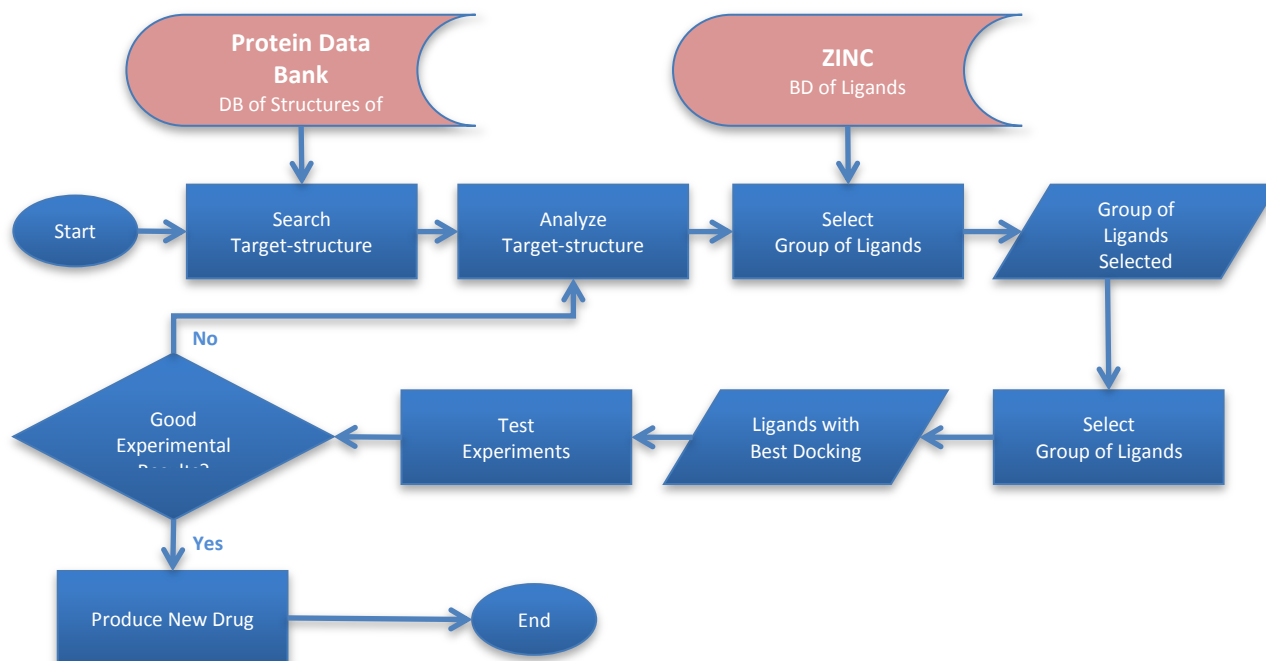 Protein Data
Bank
DB of Structures of
ZINC
BD of Ligands
Start
Search
Target-structure
Analyze
Target-structure
Select
Group of Ligands
Group of
Ligands
Selected
No
Good
Experimental
Results?
Test
Experiments
Ligands with
Best Docking
Select
Group of Ligands
Yes
Produce New Drug
End